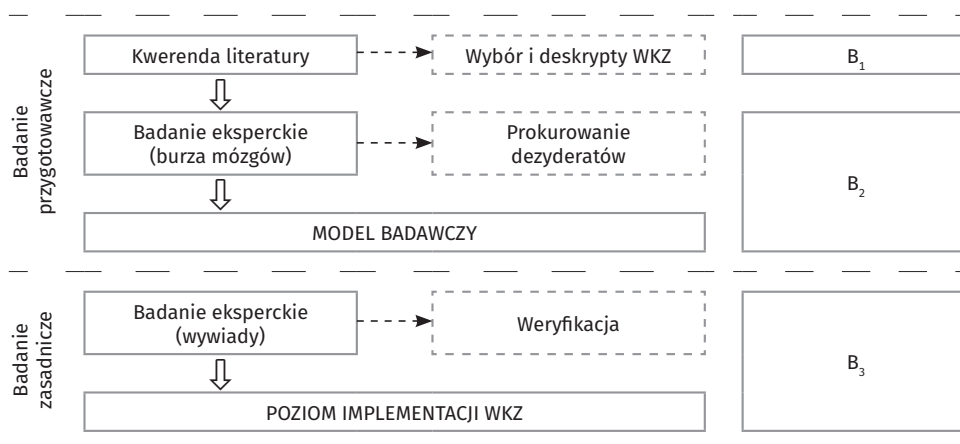 Badanie
przygotowawcze
Kwerenda literatury
Wybór i deskrypty WKZ
B₁
Badanie eksperckie
(burza mózgów)
Prokurowanie
dezyderatów
B₂
MODEL BADAWCZY
Badanie
zasadnicze
Badanie eksperckie
(wywiady)
Weryfikacja
B₃
POZIOM IMPLEMENTACJI WKZ